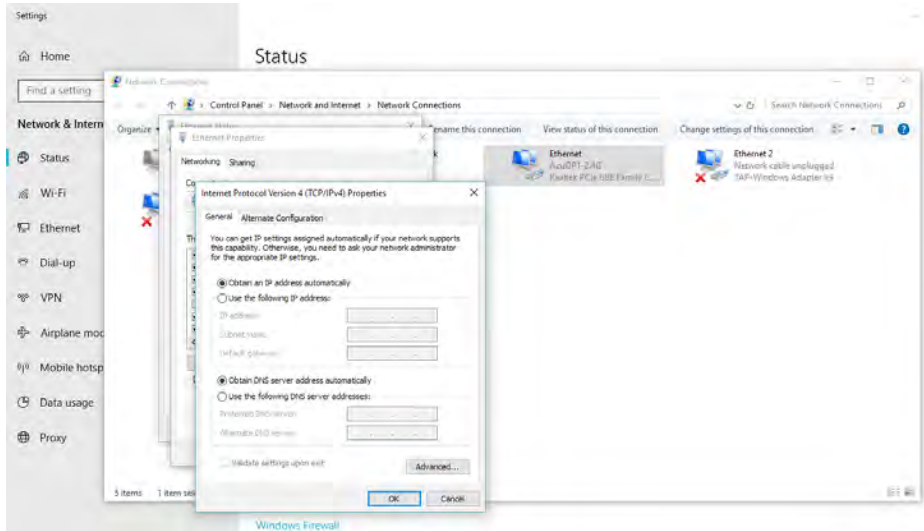 Settings
Home
Status
Find a setting
Network Connections
Control Panel > Network and Internet > Network Connections
Search Network Connections
Network & Intern
Organize
Rename this connection
View status of this connection
Change settings of this connection
Ethernet Properties
Status
Networking Sharing
Ethernet
Network cable unplugged
TAP-Windows Adapter V9
Ethernet 2
Wi-Fi
Internet Protocol Version 4 (TCP/IPv4) Properties
General Alternate Configuration
Ethernet
You can get IP settings assigned automatically if your network supports
this capability. Otherwise, you need to ask your network administrator
for the appropriate IP settings.
Dial-up
Obtain an IP address automatically
VPN
Use the following IP address:
IP address:
Airplane mod
Subnet mask:
Default gateway:
Mobile hotsp
Obtain DNS server address automatically
Data usage
Use the following DNS server addresses:
Preferred DNS server:
Alternate DNS server:
Proxy
Validate settings upon exit
Advanced...
5 items 1 item sel
OK Cancel
Windows Firewall